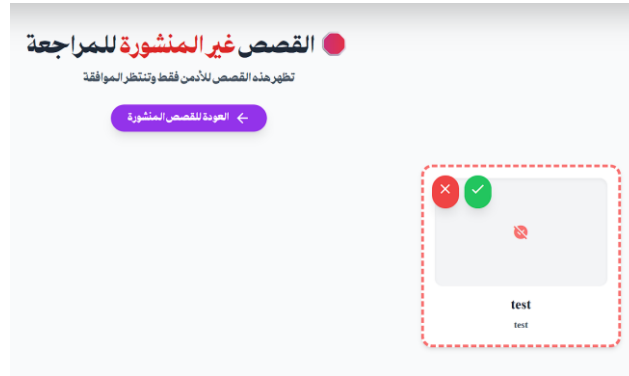 القصص غير المنشورة للمراجعة
تظهر هذه القصص للأدمن فقط وتنتظر الموافقة
العودة للقصص المنشورة
test
test